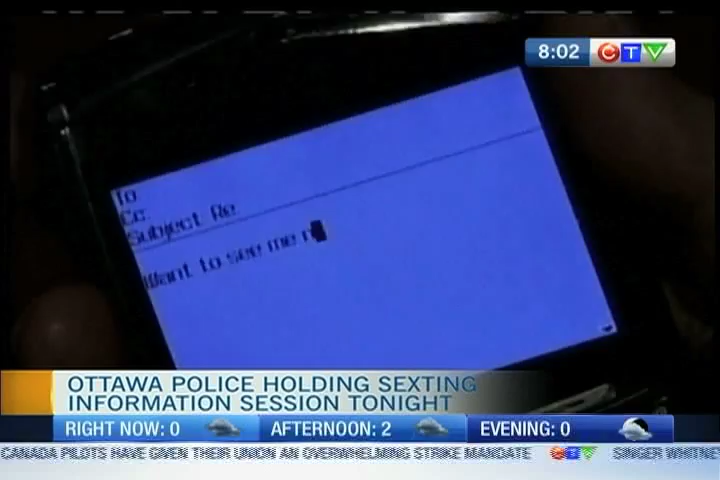 8:02 CTV
To
Cc:
Subject Re:
Want to see me n
OTTAWA POLICE HOLDING SEXTING
INFORMATION SESSION TONIGHT
RIGHT NOW: 0 AFTERNOON: 2 EVENING: 0
CANADA PILOTS HAVE GIVEN THEIR UNION AN OVERWHELMING STRIKE MANDATE CTV SINGER WHITNEY